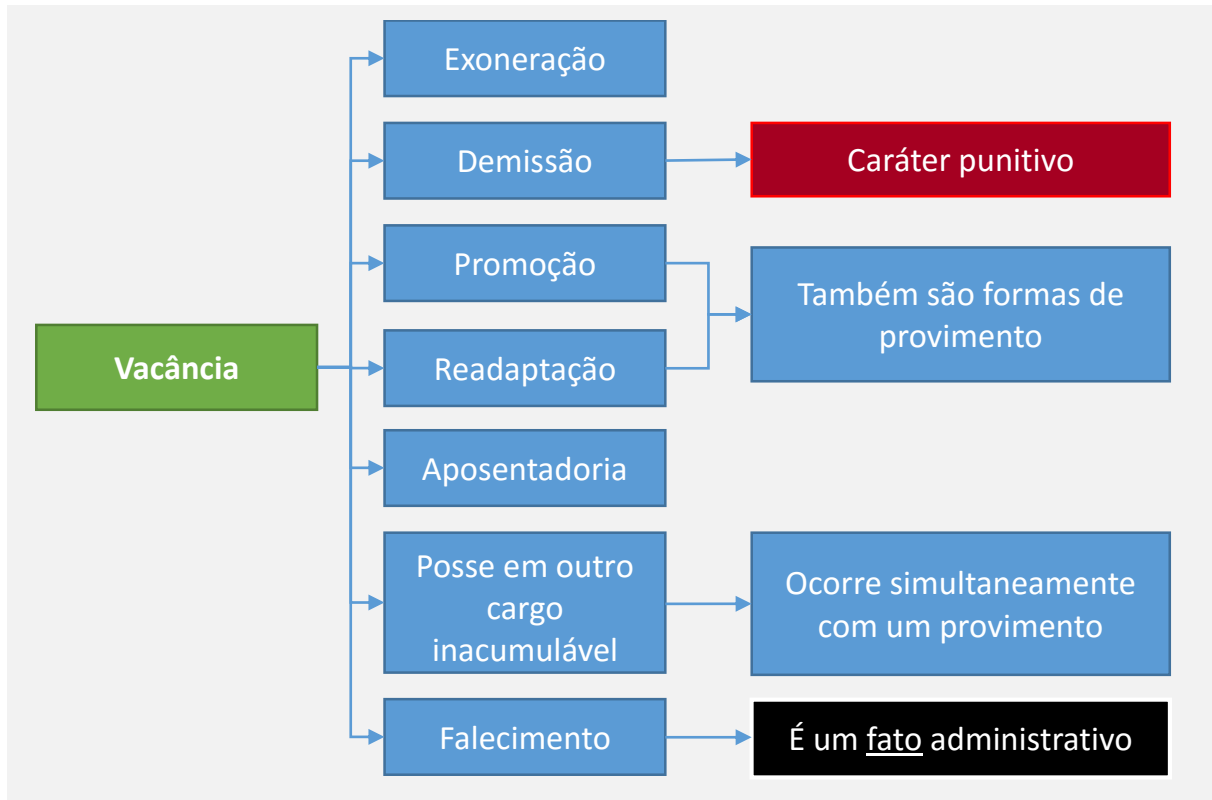 Exoneração
Demissão
Caráter punitivo
Promoção
Também são formas de
provimento
Vacância
Readaptação
Aposentadoria
Posse em outro
cargo
inacumulável
Ocorre simultaneamente
com um provimento
Falecimento
É um fato administrativo